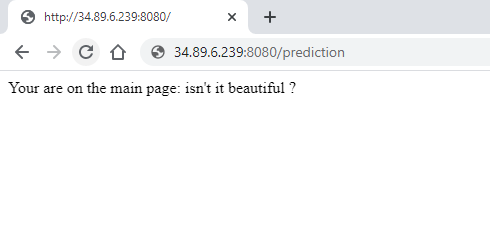 http://34.89.6.239:8080/
34.89.6.239:8080/prediction
Your are on the main page: isn't it beautiful ?